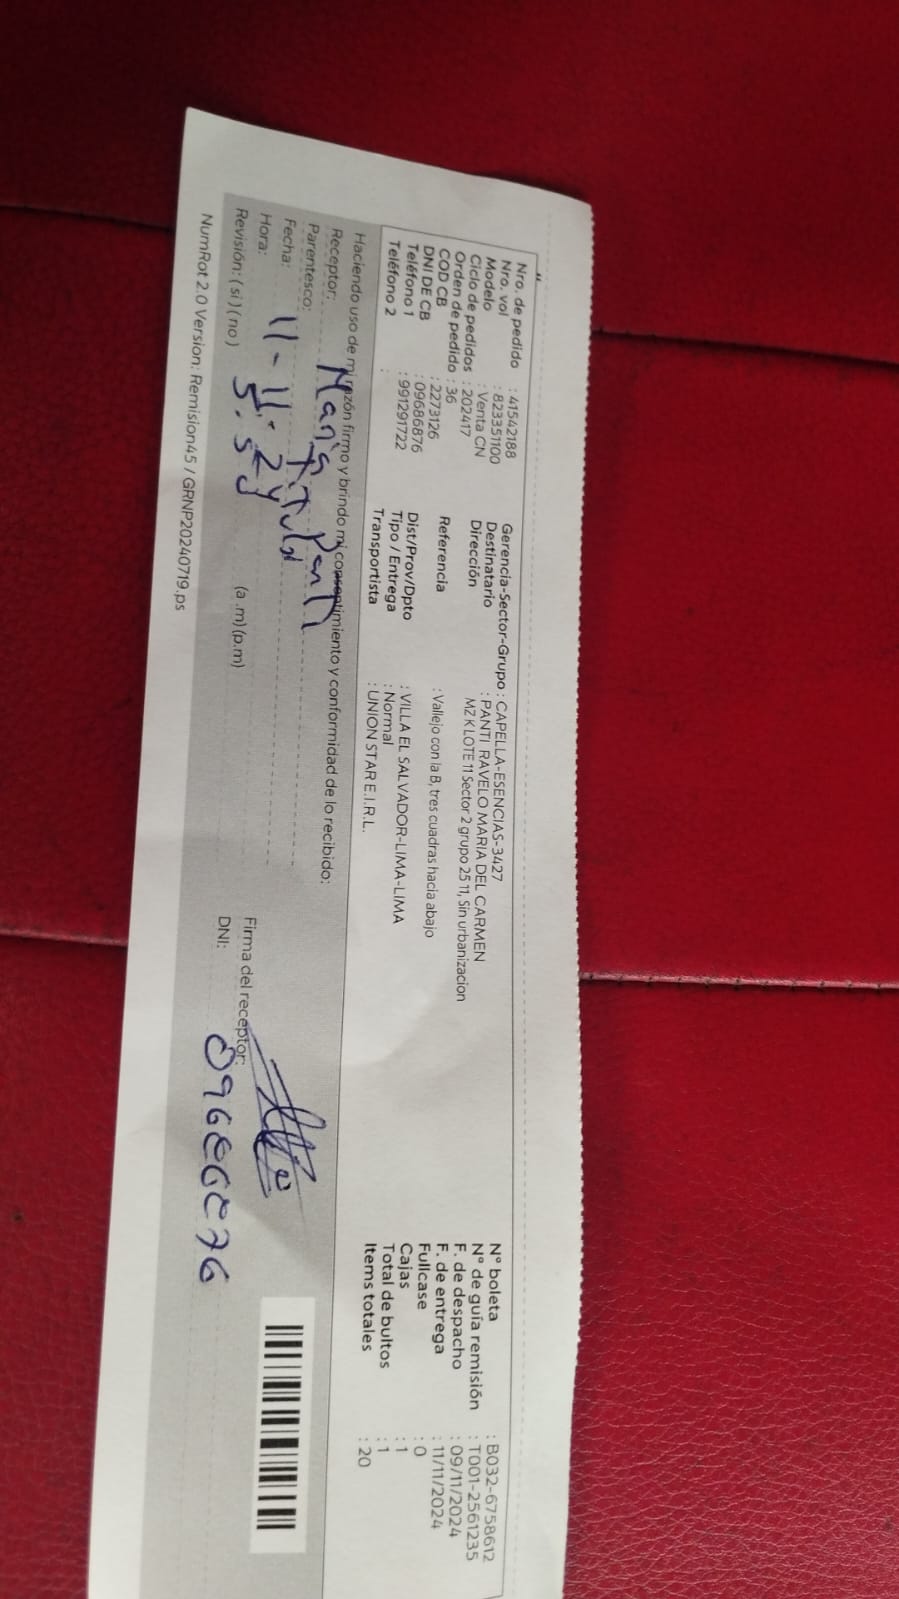 Nro. de pedido : 41542188
Nro. vol : 823351100
Modelo : Venta CN
Ciclo de pedidos : 202417
Orden de pedido : 36
COD CB : 2273126
DNI DE CB : 09686876
Teléfono 1 : 991291722
Teléfono 2 :
Gerencia-Sector-Grupo : CAPELLA-ESENCIAS-3427
Destinatario : PANTI RAVELO MARIA DEL CARMEN
Dirección MZ K LOTE 11 Sector 2 grupo 25 11, Sin urbanizacion
Referencia : Vallejo con la B, tres cuadras hacia abajo
Dist/Prov/Dpto : VILLA EL SALVADOR-LIMA-LIMA
Tipo / Entrega : Normal
Transportista : UNION STAR E.I.R.L.
N° boleta : B032-6758612
N° de guía remisión : T001-2561235
F. de despacho : 09/11/2024
F. de entrega : 11/11/2024
Fullcase : 0
Cajas : 1
Total de bultos : 1
Items totales : 20
Haciendo uso de mi razón firmo y brindo mi consentimiento y conformidad de lo recibido:
Receptor: Maria Panti
Parentesco:
Fecha: 11-11-24
Hora: (a.m)(p.m)
Revisión: (si) (no)
Firma del receptor:
DNI: 09686876
NumRot 2.0 Version: Remision45 / GRNP20240719.ps